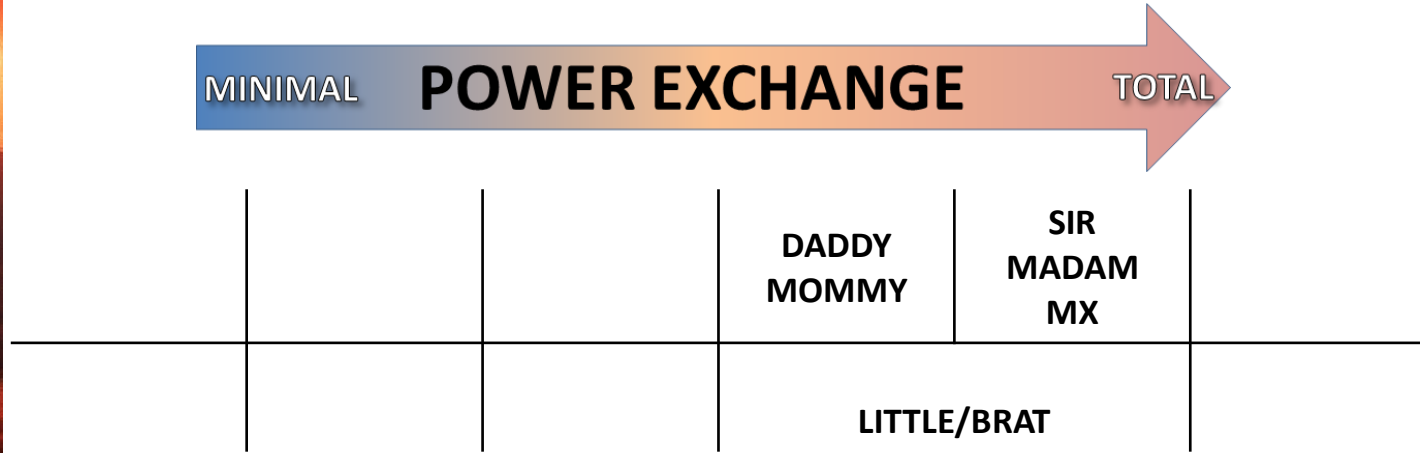 MINIMAL POWER EXCHANGE TOTAL
DADDY
MOMMY
SIR
MADAM
MX
LITTLE/BRAT